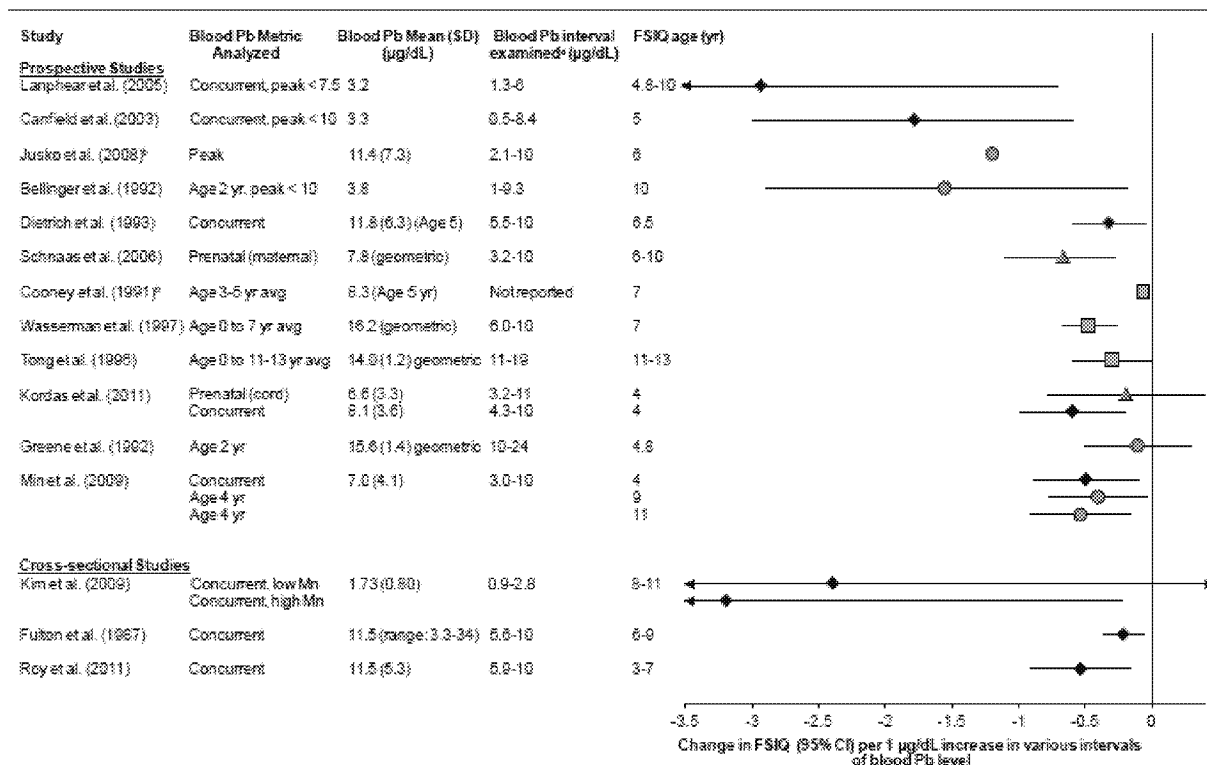 Study Blood Pb Metric Analyzed Blood Pb Mean (SD) (µg/dL) Blood Pb interval examinedᵃ (µg/dL) FSIQ age (yr)
Prospective Studies
Lanphear et al. (2005) Concurrent, peak < 7.5 3.2 1.3-6 4.8-10
Canfield et al. (2003) Concurrent, peak < 10 3.3 0.5-8.4 5
Jusko et al. (2008)ᵇ Peak 11.4 (7.3) 2.1-10 6
Bellinger et al. (1992) Age 2 yr, peak < 10 3.8 1-9.3 10
Dietrich et al. (1993) Concurrent 11.8 (6.3) (Age 5) 5.5-10 6.5
Schnaas et al. (2006) Prenatal (maternal) 7.8 (geometric) 3.2-10 6-10
Cooney et al. (1991) Age 3-5 yr avg 8.3 (Age 5 yr) Not reported 7
Wasserman et al. (1997) Age 0 to 7 yr avg 16.2 (geometric) 6.0-10 7
Tong et al. (1996) Age 0 to 11-13 yr avg 14.9 (1.2) geometric 11-19 11-13
Kordas et al. (2011) Prenatal (cord) 6.6 (3.3) 3.2-11 4
Concurrent 8.1 (3.6) 4.3-10 4
Greene et al. (1992) Age 2 yr 15.6 (1.4) geometric 10-24 4.8
Min et al. (2009) Concurrent 7.0 (4.1) 3.0-10 4
Age 4 yr 9
Age 4 yr 11
Cross-sectional Studies
Kim et al. (2009) Concurrent, low Mn 1.73 (0.80) 0.9-2.8 8-11
Concurrent, high Mn
Fulton et al. (1987) Concurrent 11.5 (range: 3.3-34) 5.6-10 6-9
Roy et al. (2011) Concurrent 11.5 (5.3) 5.9-10 3-7
-3.5 -3 -2.5 -2 -1.5 -1 -0.5 0
Change in FSIQ (95% CI) per 1 µg/dL increase in various intervals
of blood Pb level